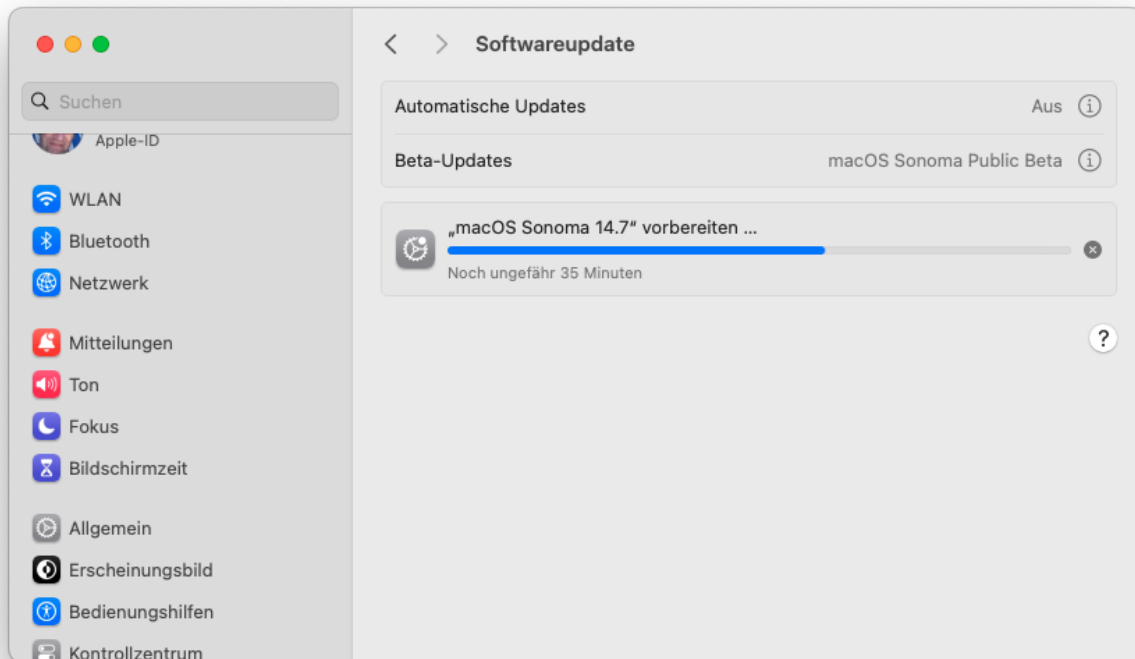 Suchen
Apple-ID
WLAN
Bluetooth
Netzwerk
Mitteilungen
Ton
Fokus
Bildschirmzeit
Allgemein
Erscheinungsbild
Bedienungshilfen
Kontrollzentrum
Softwareupdate
Automatische Updates Aus
Beta-Updates macOS Sonoma Public Beta
„macOS Sonoma 14.7“ vorbereiten ...
Noch ungefähr 35 Minuten
?